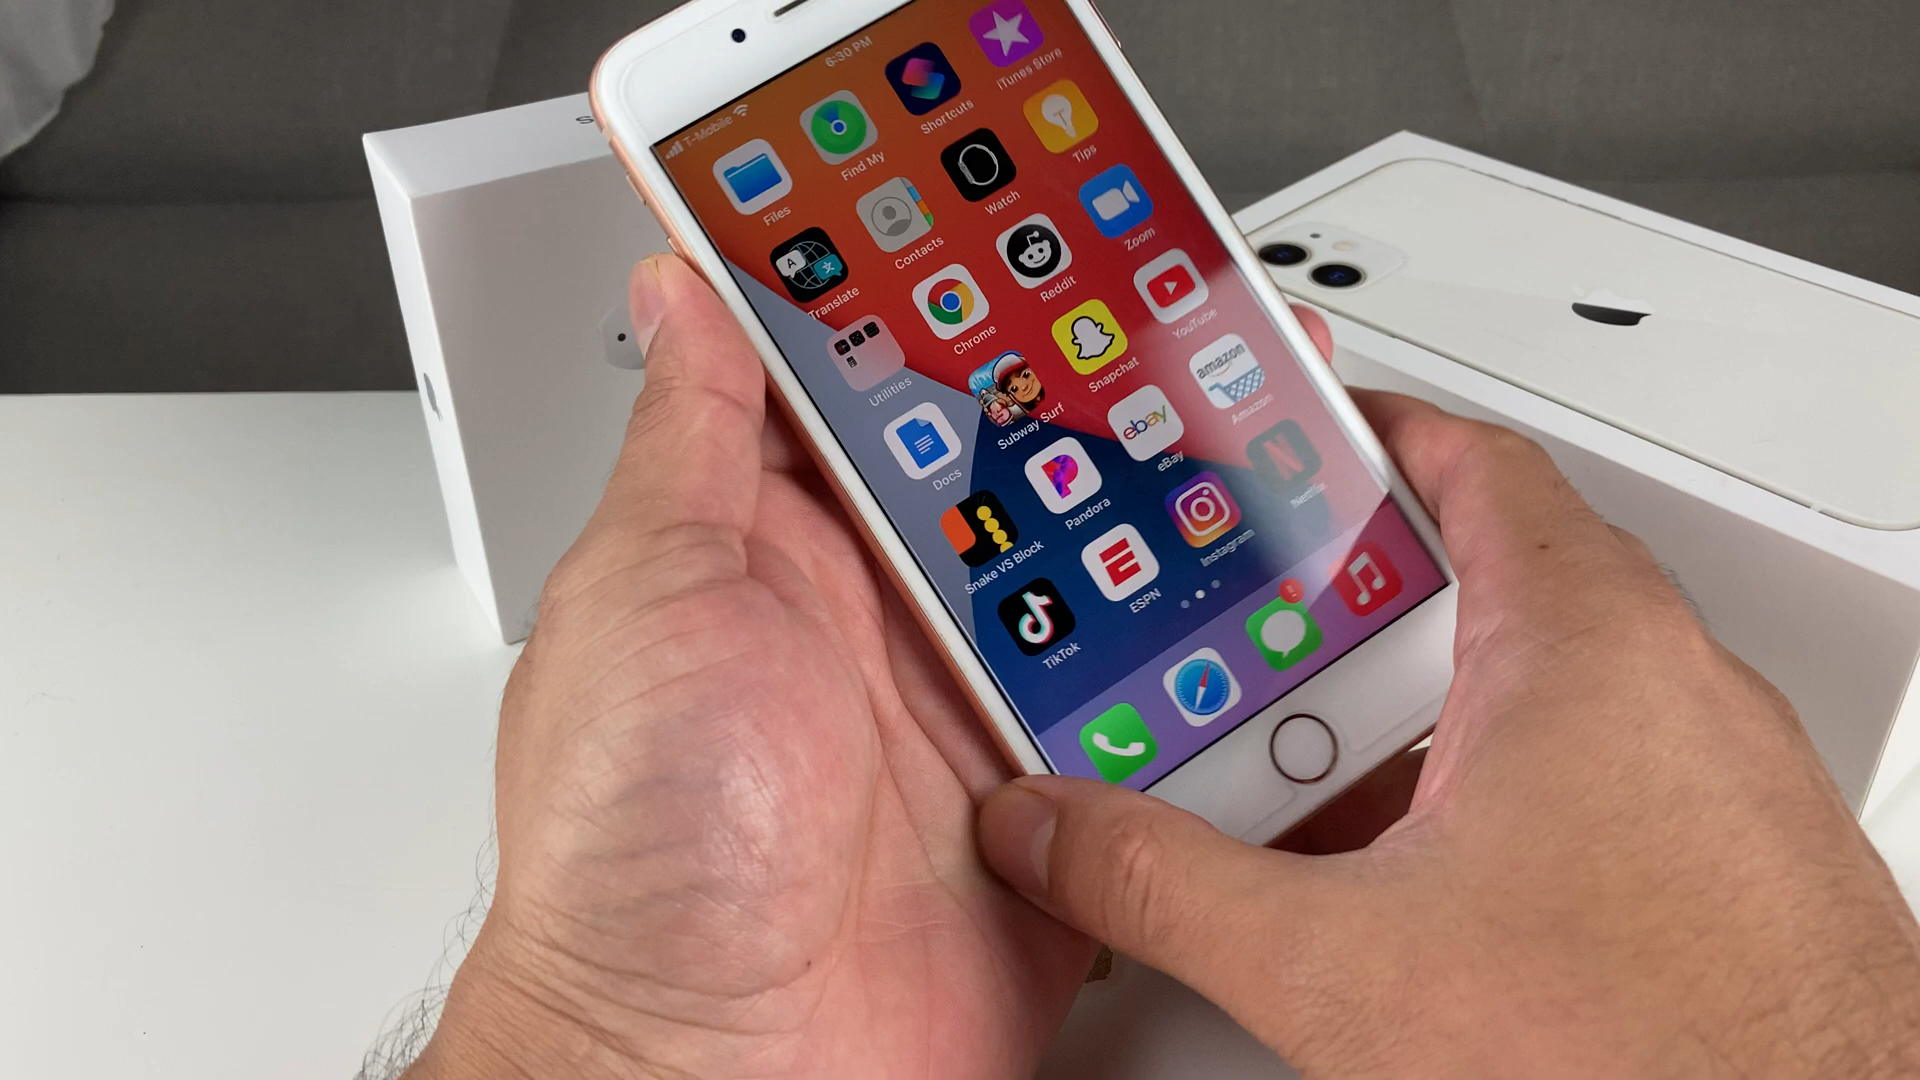 T-Mobile
6:30 PM
Files
Find My
Shortcuts
iTunes Store
Translate
Contacts
Watch
Tips
Utilities
Chrome
Reddit
Zoom
Docs
Subway Surf
Snapchat
YouTube
Snake VS Block
Pandora
ebay
eBay
amazon
Amazon
TikTok
ESPN
Instagram
Netflix